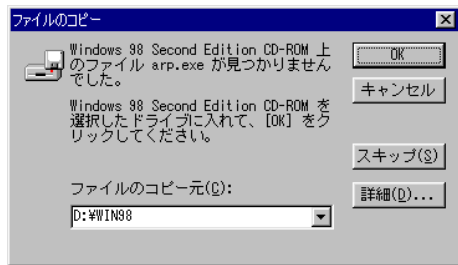 ファイルのコピー
Windows 98 Second Edition CD-ROM 上
のファイル arp.exe が見つかりません
でした。
Windows 98 Second Edition CD-ROM を
選択したドライブに入れて、[OK] をク
リックしてください。
ファイルのコピー元(C):
D:¥WIN98
OK
キャンセル
スキップ(S)
詳細(D)...